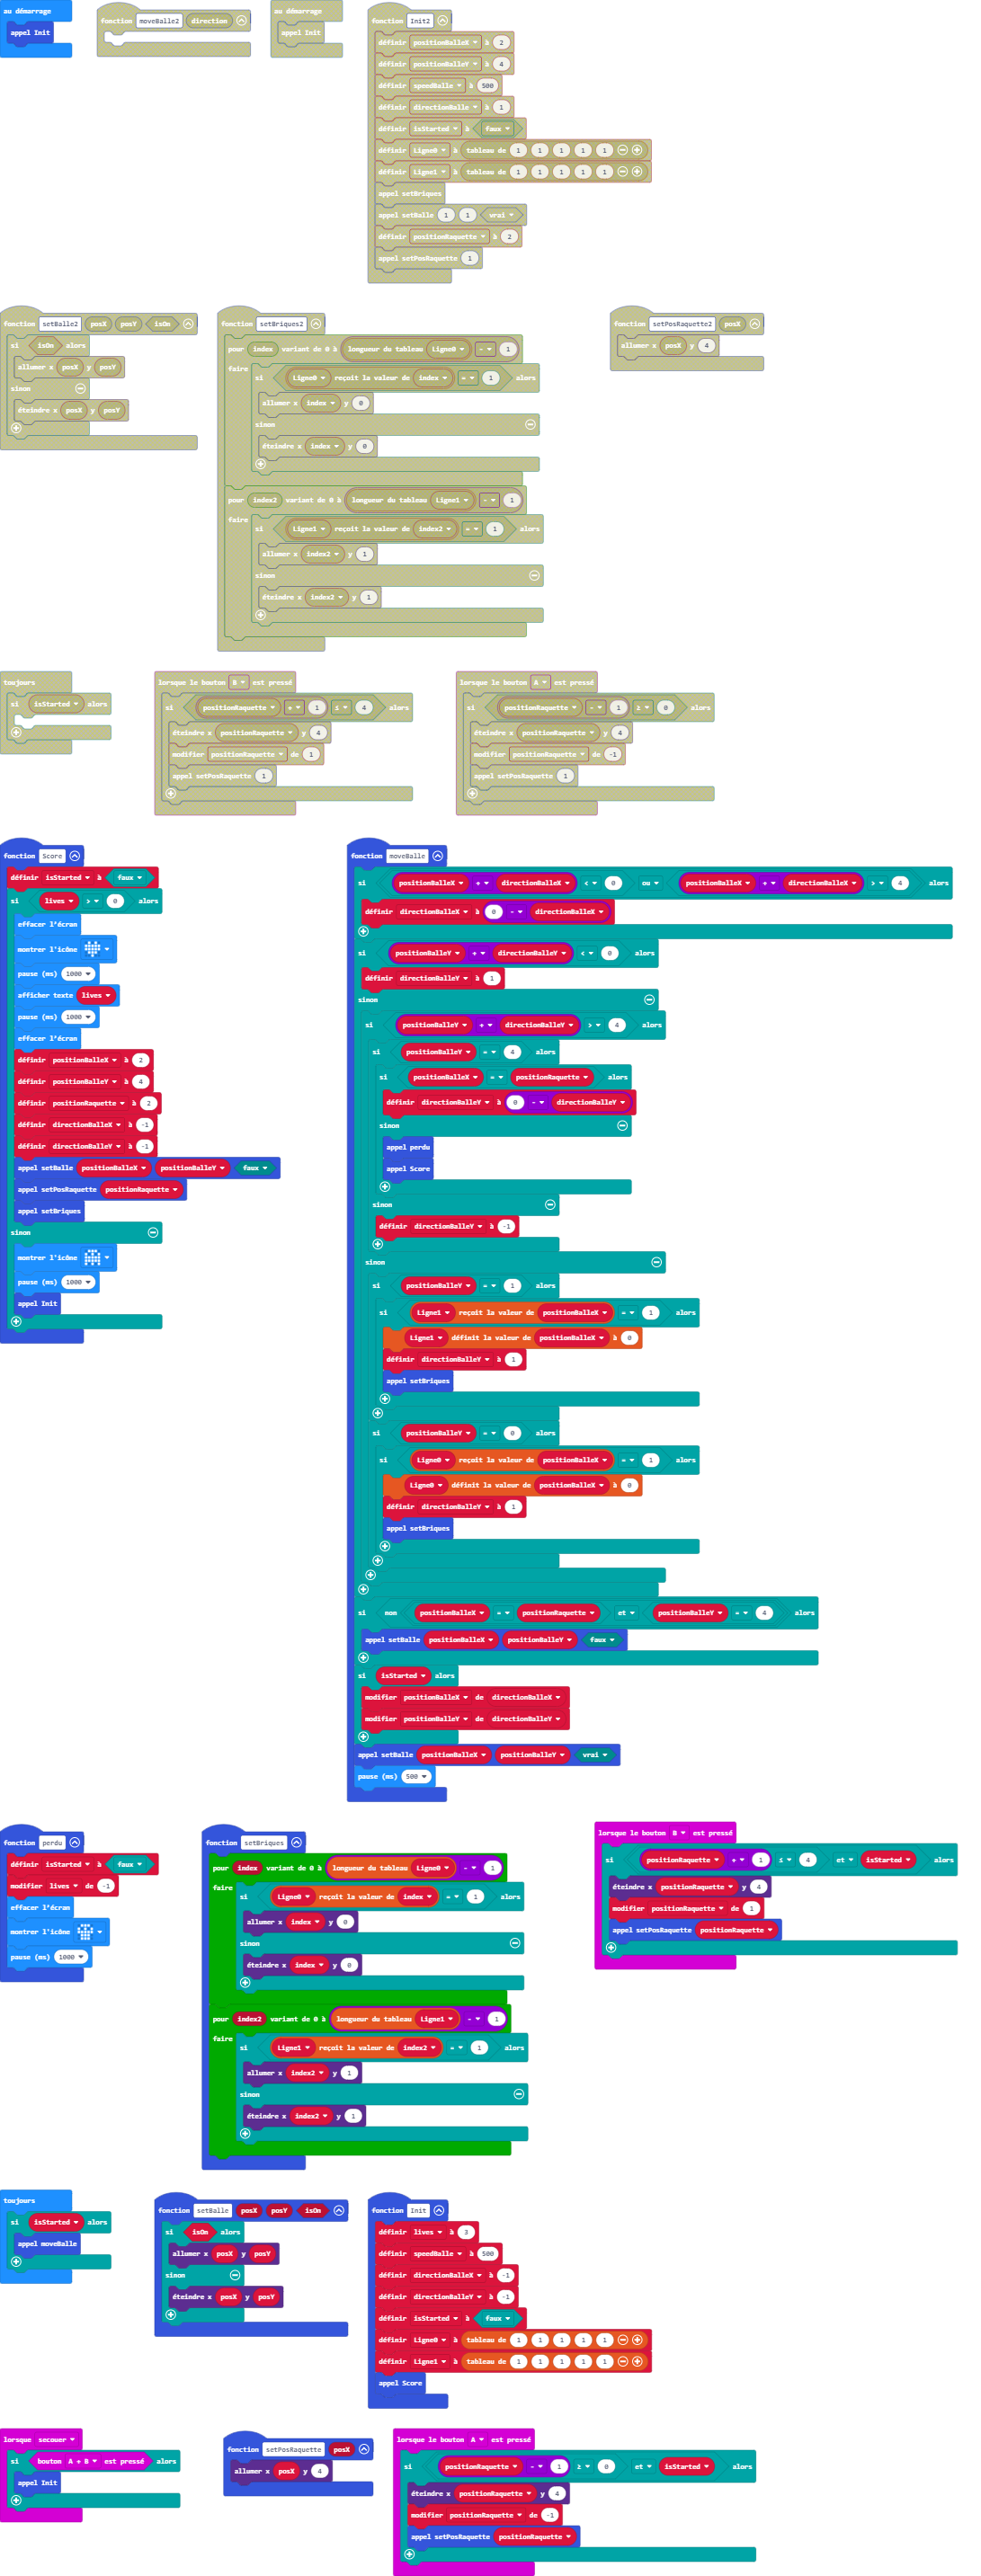 au démarrage
appel Init
fonction moveBalle2 direction
au démarrage
appel Init
fonction Init2
définir positionBalleX à 2
définir positionBalleY à 4
définir speedBalle à 500
définir directionBalle à 1
définir isStarted à faux
définir Ligne0 à tableau de 1 1 1 1 1
définir Ligne1 à tableau de 1 1 1 1 1
appel setBriques
appel setBalle 1 1 vrai
définir positionRaquette à 2
appel setPosRaquette 1
fonction setBalle2 posX posY isOn
si isOn alors
allumer x posX y posY
sinon
éteindre x posX y posY
fonction setBriques2
pour index variant de 0 à longueur du tableau Ligne0 - 1
faire
si Ligne0 reçoit la valeur de index = 1 alors
allumer x index y 0
sinon
éteindre x index y 0
pour index2 variant de 0 à longueur du tableau Ligne1 - 1
faire
si Ligne1 reçoit la valeur de index2 = 1 alors
allumer x index2 y 1
sinon
éteindre x index2 y 1
fonction setPosRaquette2 posX
allumer x posX y 4
toujours
si isStarted alors
lorsque le bouton B est pressé
si positionRaquette + 1 ≤ 4 alors
éteindre x positionRaquette y 4
modifier positionRaquette de 1
appel setPosRaquette 1
lorsque le bouton A est pressé
si positionRaquette - 1 ≥ 0 alors
éteindre x positionRaquette y 4
modifier positionRaquette de -1
appel setPosRaquette 1
fonction Score
définir isStarted à faux
si lives > 0 alors
effacer l'écran
montrer l'icône
pause (ms) 1000
afficher texte lives
pause (ms) 1000
effacer l'écran
définir positionBalleX à 2
définir positionBalleY à 4
définir positionRaquette à 2
définir directionBalleX à -1
définir directionBalleY à -1
appel setBalle positionBalleX positionBalleY faux
appel setPosRaquette positionRaquette
appel setBriques
sinon
montrer l'icône
pause (ms) 1000
appel Init
fonction moveBalle
si positionBalleX + directionBalleX < 0 ou positionBalleX + directionBalleX > 4 alors
définir directionBalleX à 0 - directionBalleX
si positionBalleY + directionBalleY < 0 alors
définir directionBalleY à 1
sinon
si positionBalleY + directionBalleY > 4 alors
si positionBalleY = 4 alors
si positionBalleX = positionRaquette alors
définir directionBalleY à 0 - directionBalleY
sinon
appel perdu
appel Score
sinon
définir directionBalleY à -1
sinon
si positionBalleY = 1 alors
si Ligne1 reçoit la valeur de positionBalleX = 1 alors
Ligne1 définit la valeur de positionBalleX à 0
définir directionBalleY à 1
appel setBriques
si positionBalleY = 0 alors
si Ligne0 reçoit la valeur de positionBalleX = 1 alors
Ligne0 définit la valeur de positionBalleX à 0
définir directionBalleY à 1
appel setBriques
si non positionBalleX = positionRaquette et positionBalleY = 4 alors
appel setBalle positionBalleX positionBalleY faux
si isStarted alors
modifier positionBalleX de directionBalleX
modifier positionBalleY de directionBalleY
appel setBalle positionBalleX positionBalleY vrai
pause (ms) 500
fonction perdu
définir isStarted à faux
modifier lives de -1
effacer l'écran
montrer l'icône
pause (ms) 1000
fonction setBriques
pour index variant de 0 à longueur du tableau Ligne0 - 1
faire
si Ligne0 reçoit la valeur de index = 1 alors
allumer x index y 0
sinon
éteindre x index y 0
pour index2 variant de 0 à longueur du tableau Ligne1 - 1
faire
si Ligne1 reçoit la valeur de index2 = 1 alors
allumer x index2 y 1
sinon
éteindre x index2 y 1
lorsque le bouton B est pressé
si positionRaquette + 1 ≤ 4 et isStarted alors
éteindre x positionRaquette y 4
modifier positionRaquette de 1
appel setPosRaquette positionRaquette
toujours
si isStarted alors
appel moveBalle
fonction setBalle posX posY isOn
si isOn alors
allumer x posX y posY
sinon
éteindre x posX y posY
fonction Init
définir lives à 3
définir speedBalle à 500
définir directionBalleX à -1
définir directionBalleY à -1
définir isStarted à faux
définir Ligne0 à tableau de 1 1 1 1 1
définir Ligne1 à tableau de 1 1 1 1 1
appel Score
lorsque secouer
si bouton A + B est pressé alors
appel Init
fonction setPosRaquette posX
allumer x posX y 4
lorsque le bouton A est pressé
si positionRaquette - 1 ≥ 0 et isStarted alors
éteindre x positionRaquette y 4
modifier positionRaquette de -1
appel setPosRaquette positionRaquette